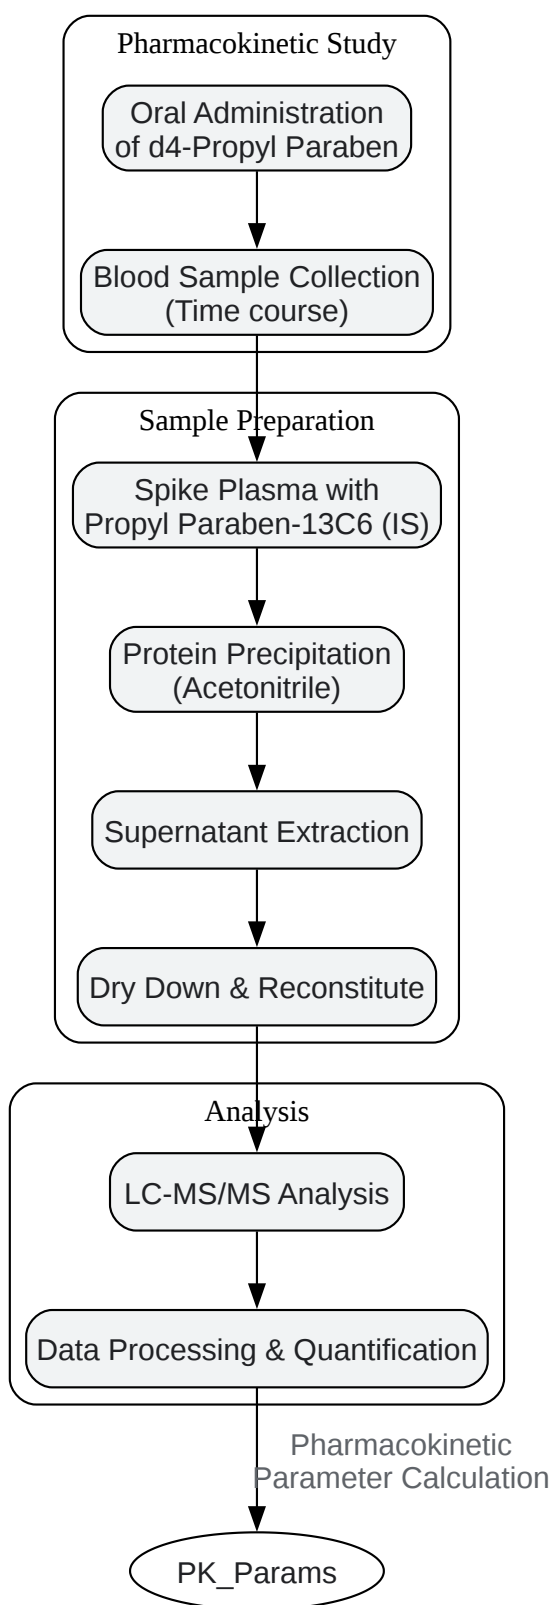 Pharmacokinetic Study
Oral Administration
of d4-Propyl Paraben
Blood Sample Collection
(Time course)
Sample Preparation
Spike Plasma with
Propyl Paraben-13C6 (IS)
Protein Precipitation
(Acetonitrile)
Supernatant Extraction
Dry Down & Reconstitute
Analysis
LC-MS/MS Analysis
Data Processing & Quantification
Pharmacokinetic
Parameter Calculation
PK_Params